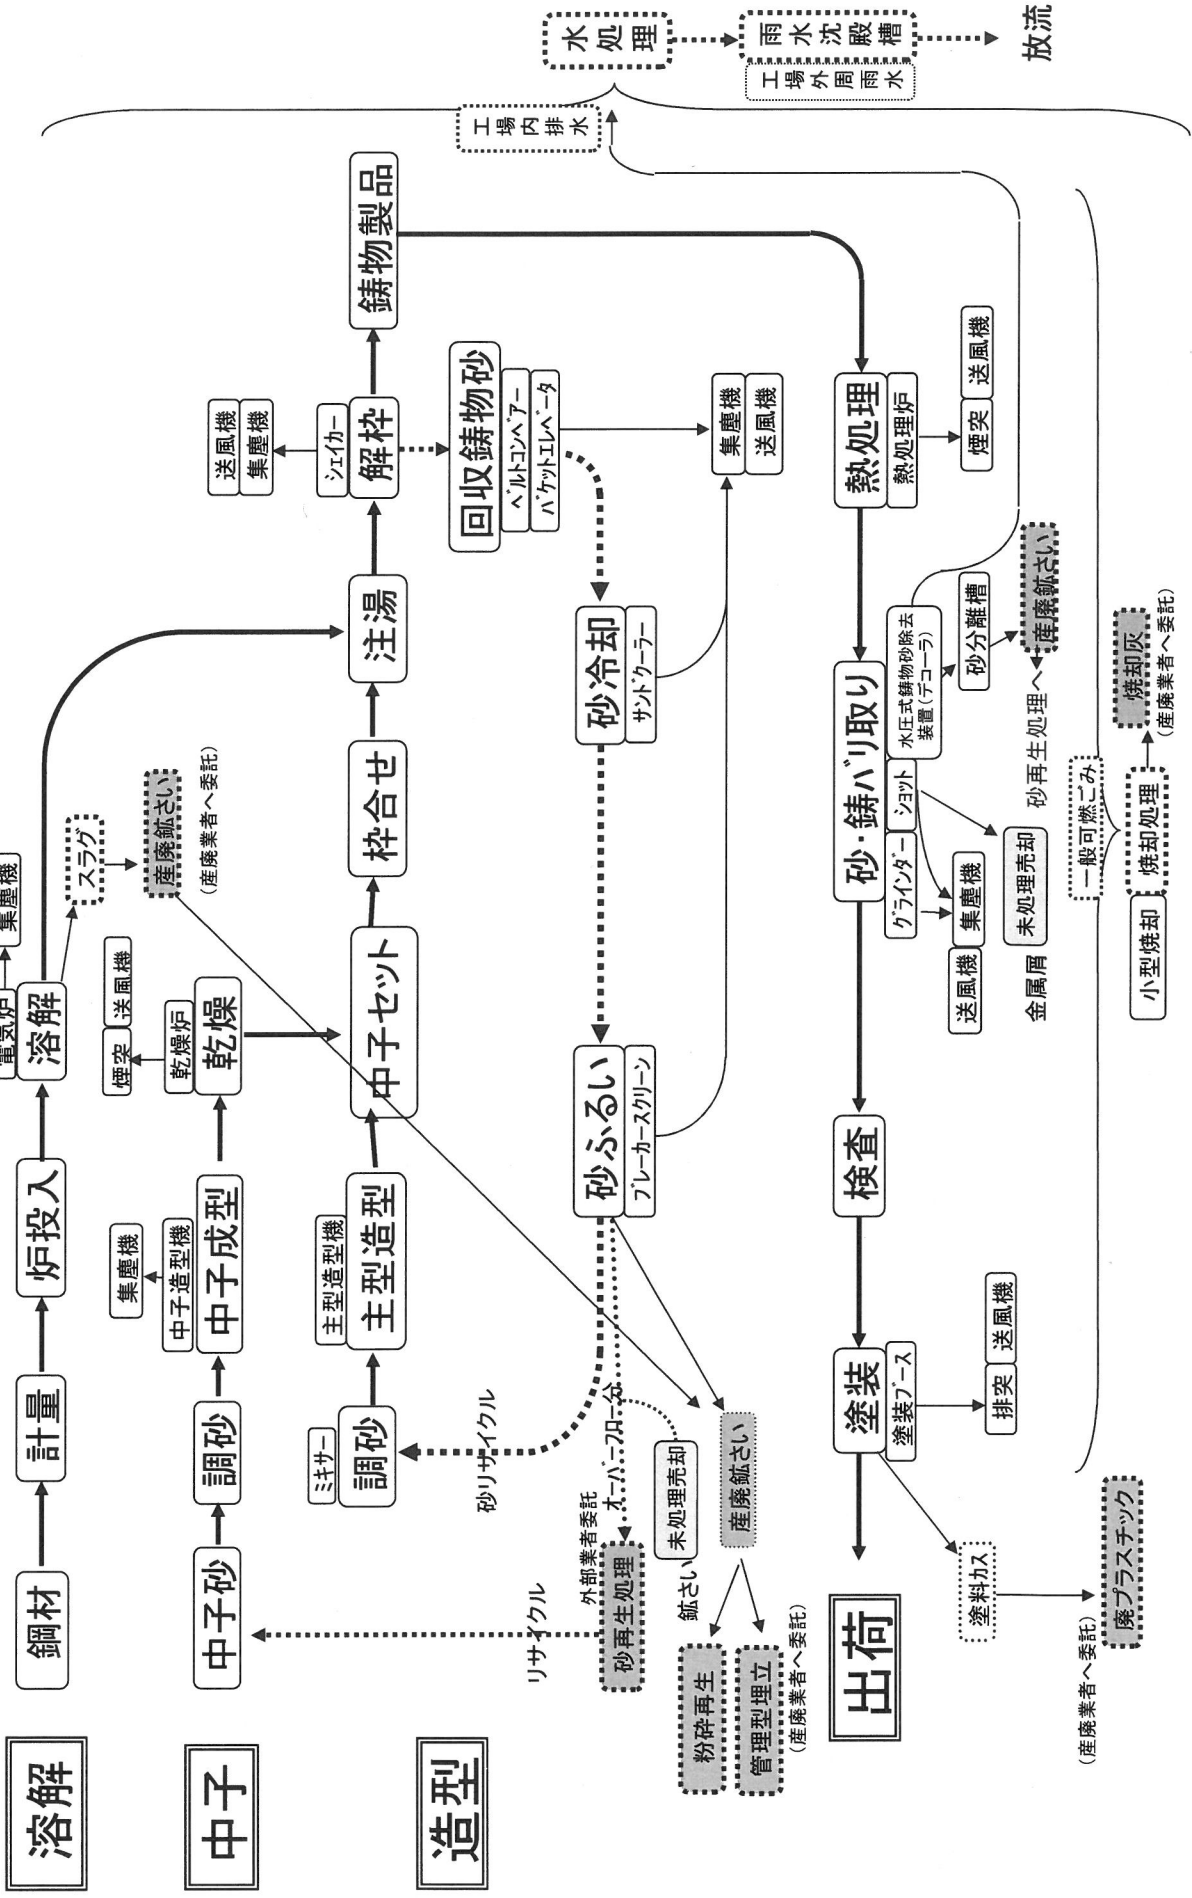 溶解
鋼材
計量
炉投入
電気炉
溶解
集塵機
スラグ
産廃鉱さい
(産廃業者へ委託)
中子
中子砂
調砂
集塵機
中子造型機
中子成型
煙突
送風機
乾燥炉
乾燥
造型
ミキサー
調砂
主型造型機
主型造型
中子セット
枠合せ
注湯
送風機
集塵機
シェイカー
解枠
鋳物製品
回収鋳物砂
ベルトコンベアー
バケットエレベータ
砂冷却
サンドクーラー
集塵機
送風機
砂ふるい
ブレーカースクリーン
砂リサイクル
リサイクル
外部業者委託
砂再生処理
オーバーフロー分
未処理売却
鉱さい
産廃鉱さい
粉砕再生
管理型埋立
(産廃業者へ委託)
熱処理
熱処理炉
煙突
送風機
砂・鋳バリ取り
グラインダー
ショット
水圧式鋳物砂除去
装置(デコーラ)
砂分離槽
産廃鉱さい
砂再生処理へ
集塵機
送風機
未処理売却
金属屑
検査
塗装
塗装ブース
排突
送風機
出荷
塗料カス
廃プラスチック
(産廃業者へ委託)
一般可燃ごみ
小型焼却
焼却処理
焼却灰
(産廃業者へ委託)
工場内排水
水処理
雨水沈殿槽
工場外周雨水
放流